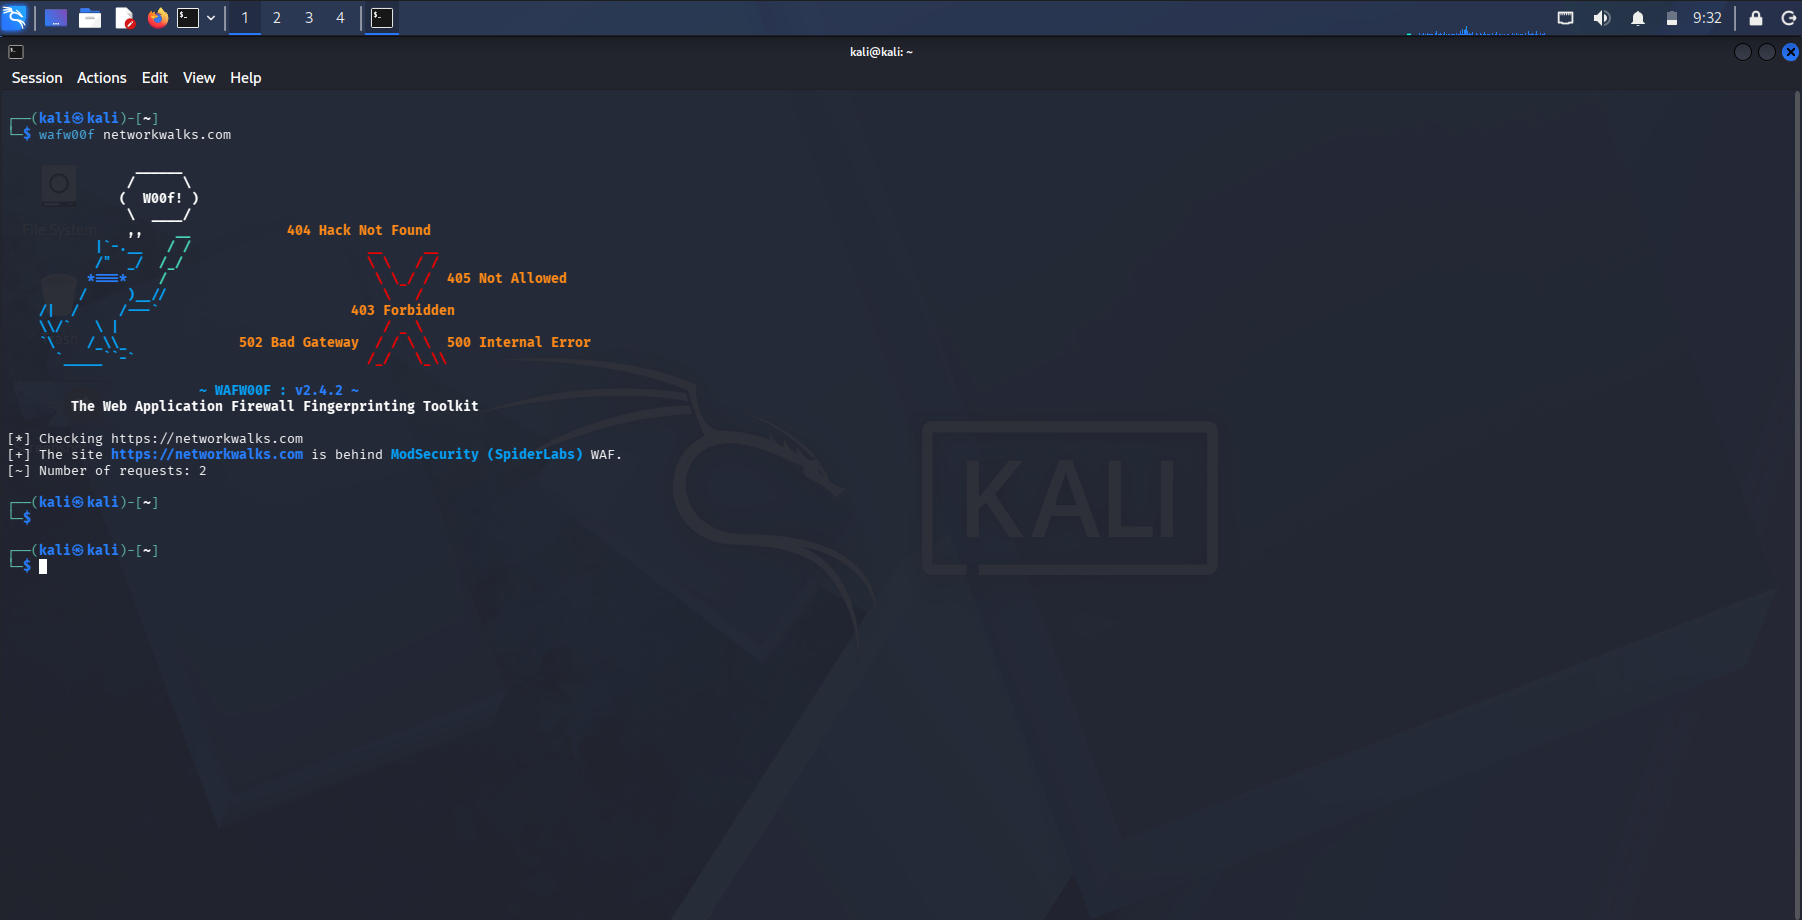 1 2 3 4 9:32
kali@kali: ~
Session Actions Edit View Help
┌──(kali㉿kali)-[~]
└─$ wafw00f networkwalks.com
W00f!
File System
404 Hack Not Found
405 Not Allowed
403 Forbidden
502 Bad Gateway 500 Internal Error
~ WAFW00F : v2.4.2 ~
The Web Application Firewall Fingerprinting Toolkit
[*] Checking https://networkwalks.com
[+] The site https://networkwalks.com is behind ModSecurity (SpiderLabs) WAF.
[~] Number of requests: 2
KALI
┌──(kali㉿kali)-[~]
└─$
┌──(kali㉿kali)-[~]
└─$